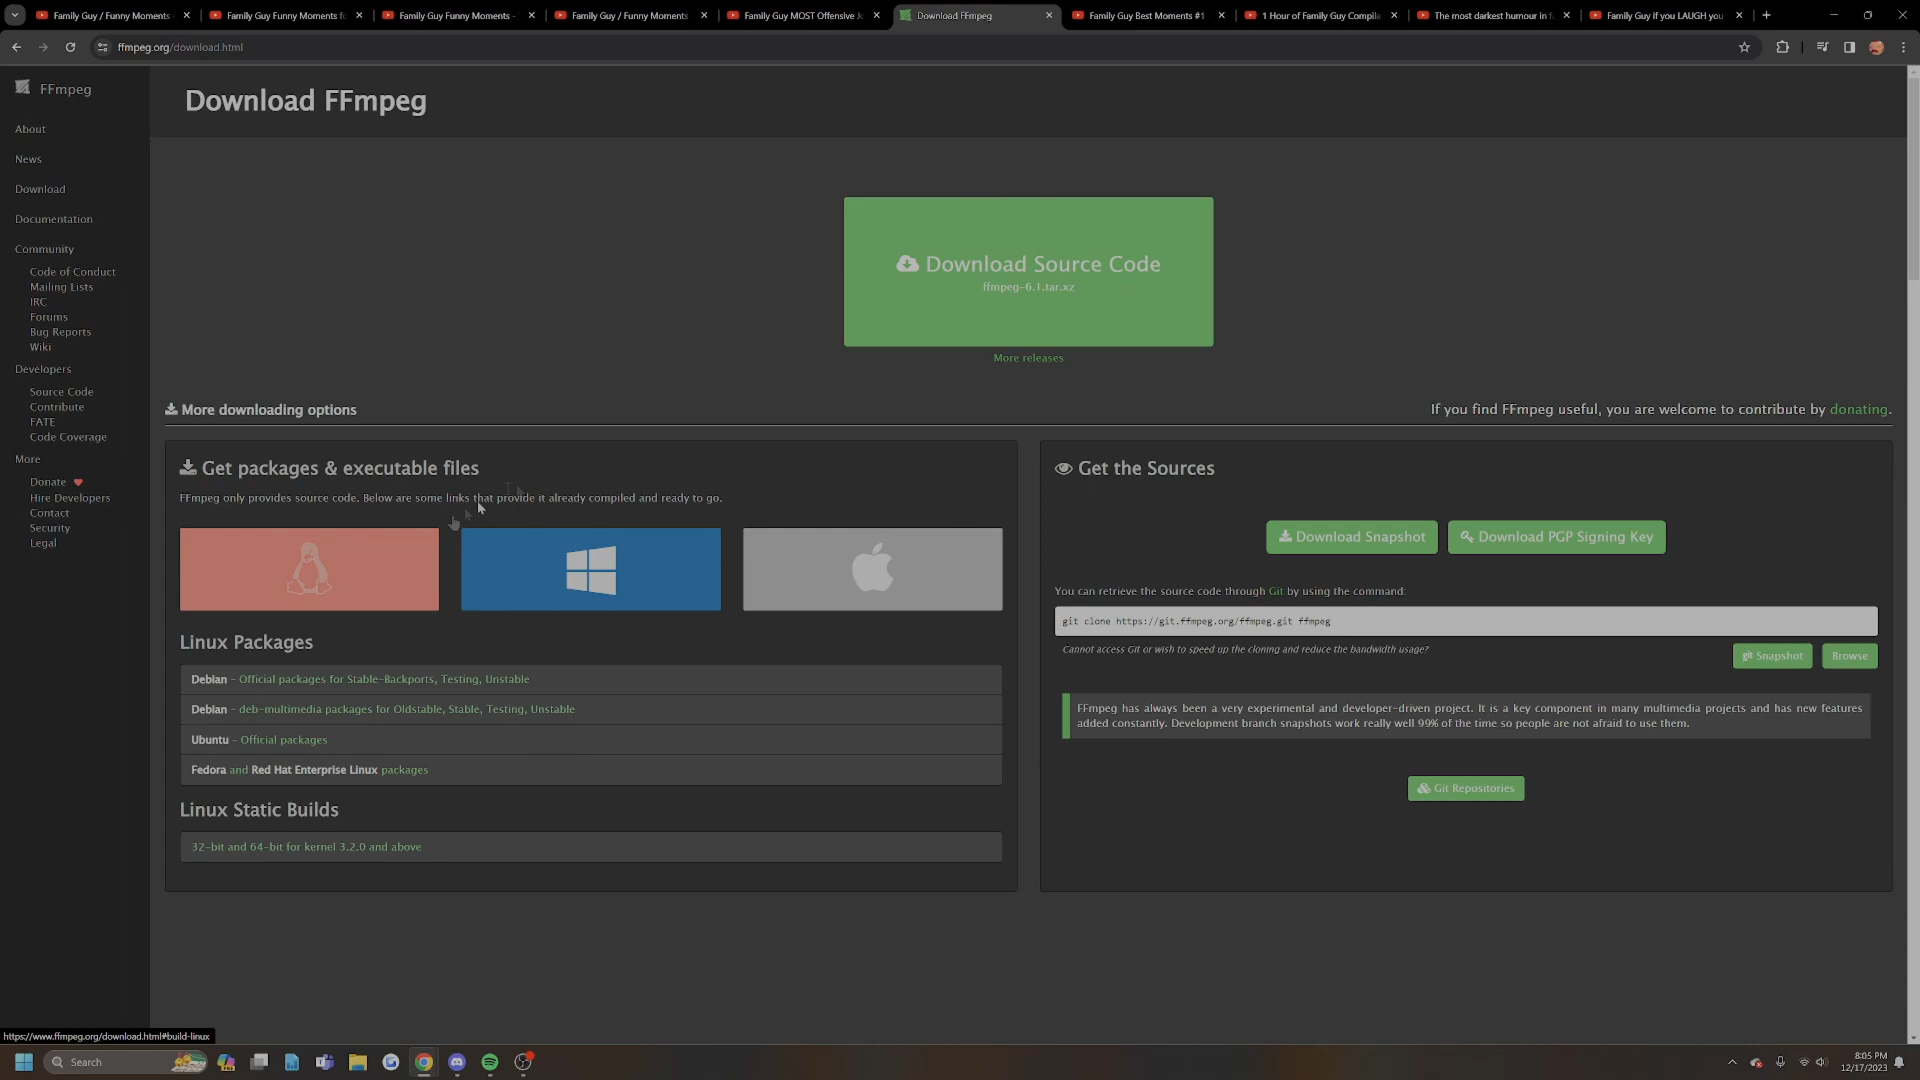 Family Guy / Funny Moments
Family Guy Funny Moments fo
Family Guy Funny Moments -
Family Guy / Funny Moments
Family Guy MOST Offensive Jo
Download FFmpeg
Family Guy Best Moments #1
1 Hour of Family Guy Compila
The most darkest humour in f
Family Guy if you LAUGH you
ffmpeg.org/download.html
FFmpeg
Download FFmpeg
About
News
Download
Documentation
Community
Code of Conduct
Mailing Lists
IRC
Forums
Bug Reports
Wiki
Developers
Source Code
Contribute
FATE
Code Coverage
More
Donate
Hire Developers
Contact
Security
Legal
Download Source Code
ffmpeg-6.1.tar.xz
More releases
More downloading options
If you find FFmpeg useful, you are welcome to contribute by donating.
Get packages & executable files
FFmpeg only provides source code. Below are some links that provide it already compiled and ready to go.
Linux Packages
Debian – Official packages for Stable-Backports, Testing, Unstable
Debian – deb-multimedia packages for Oldstable, Stable, Testing, Unstable
Ubuntu – Official packages
Fedora and Red Hat Enterprise Linux packages
Linux Static Builds
32-bit and 64-bit for kernel 3.2.0 and above
Get the Sources
Download Snapshot
Download PGP Signing Key
You can retrieve the source code through Git by using the command:
git clone https://git.ffmpeg.org/ffmpeg.git ffmpeg
Cannot access Git or wish to speed up the cloning and reduce the bandwidth usage?
git Snapshot
Browse
FFmpeg has always been a very experimental and developer-driven project. It is a key component in many multimedia projects and has new features
added constantly. Development branch snapshots work really well 99% of the time so people are not afraid to use them.
Git Repositories
https://www.ffmpeg.org/download.html#build-linux
Search
8:05 PM
12/17/2023